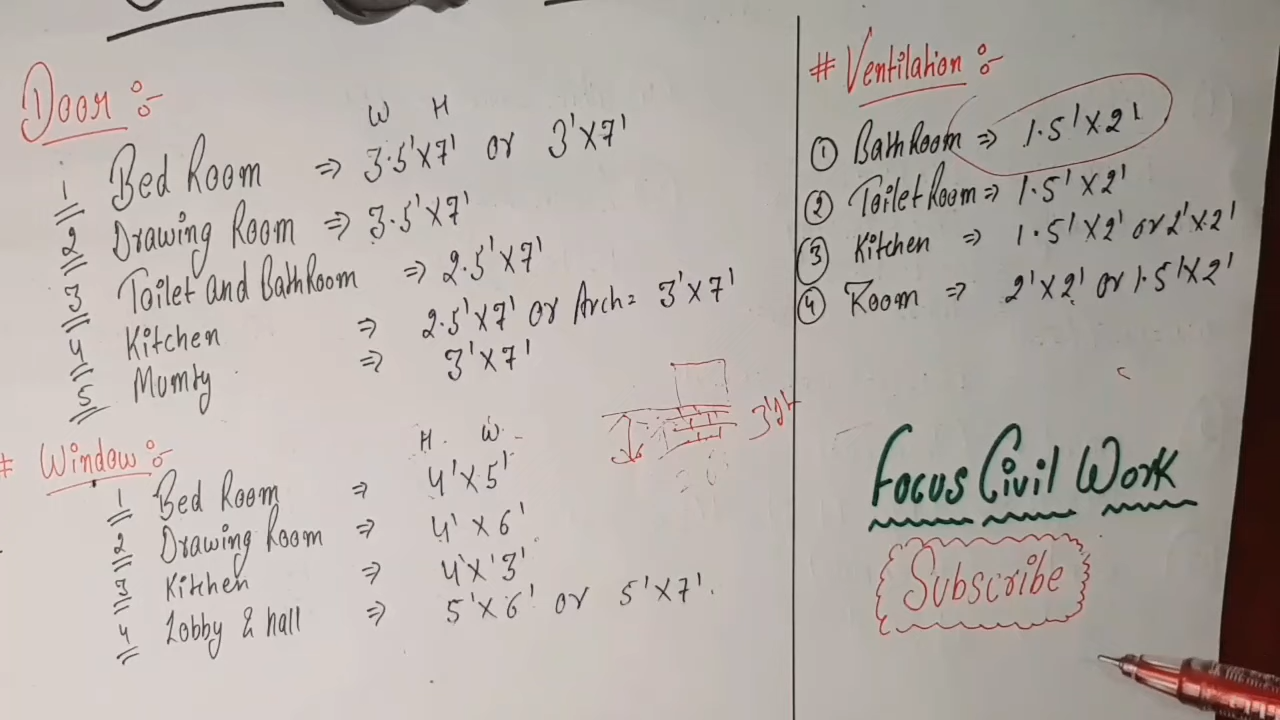 Door :-
W H
1 Bed Room ⇒ 3.5'X7' or 3'X7'
2 Drawing Room ⇒ 3.5'X7'
3 Toilet and BathRoom ⇒ 2.5'X7'
4 Kitchen ⇒ 2.5'X7' or Arch = 3'X7'
5 Mumty ⇒ 3'X7'
# Window :-
H W
1 Bed Room ⇒ 4'X5'
2 Drawing Room ⇒ 4'X6'
3 Kitchen ⇒ 4'X'3'
4 Lobby & hall ⇒ 5'X6' or 5'X7'.
# Ventilation :-
1 BathRoom ⇒ 1.5'X2'
2 ToiletRoom ⇒ 1.5'X2'
3 Kitchen ⇒ 1.5'X2' or 2'X2'
4 Room ⇒ 2'X2' or 1.5'X2'
Focus Civil Work
Subscribe